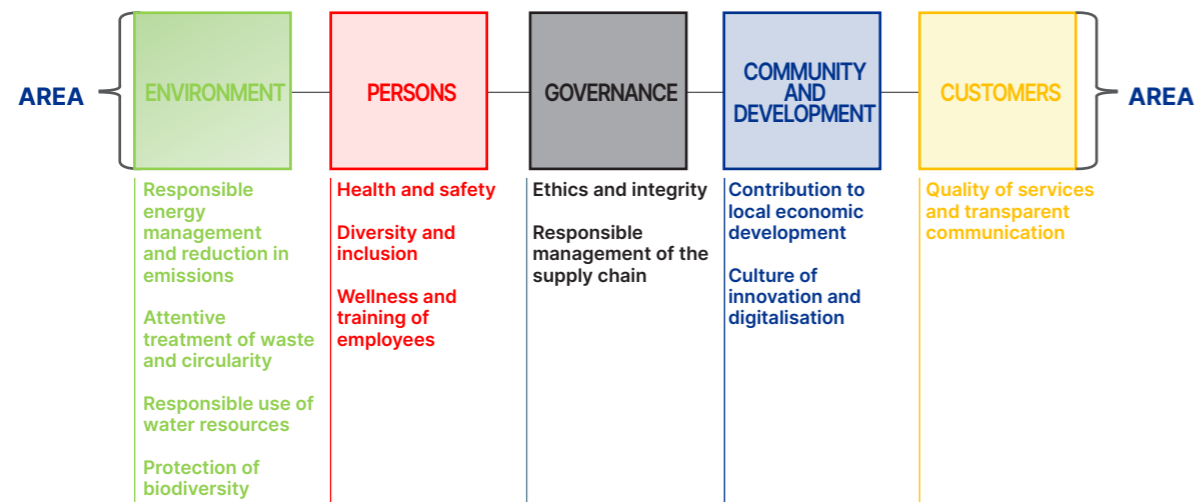 AREA
ENVIRONMENT
PERSONS
GOVERNANCE
COMMUNITY
AND
DEVELOPMENT
CUSTOMERS
AREA
Responsible
energy
management
and reduction in
emissions
Attentive
treatment of waste
and circularity
Responsible use of
water resources
Protection of
biodiversity
Health and safety
Diversity and
inclusion
Wellness and
training of
employees
Ethics and integrity
Responsible
management of the
supply chain
Contribution to
local economic
development
Culture of
innovation and
digitalisation
Quality of services
and transparent
communication